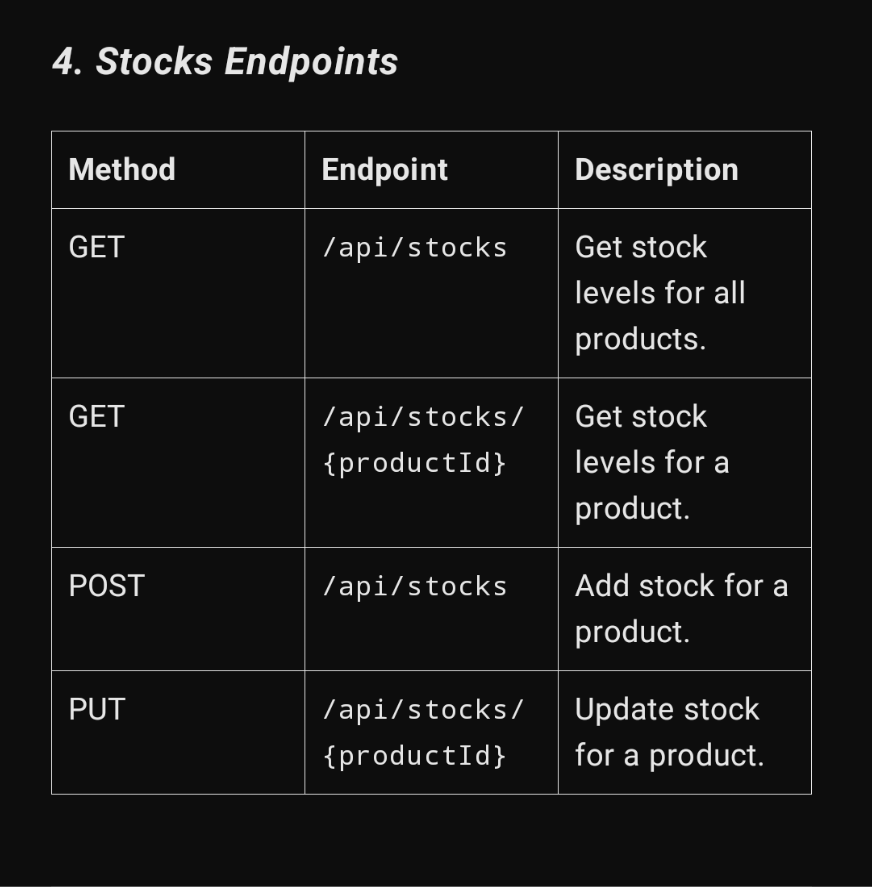 4. Stocks Endpoints
Method Endpoint Description
GET /api/stocks Get stock
levels for all
products.
GET /api/stocks/ Get stock
{productId} levels for a
product.
POST /api/stocks Add stock for a
product.
PUT /api/stocks/ Update stock
{productId} for a product.